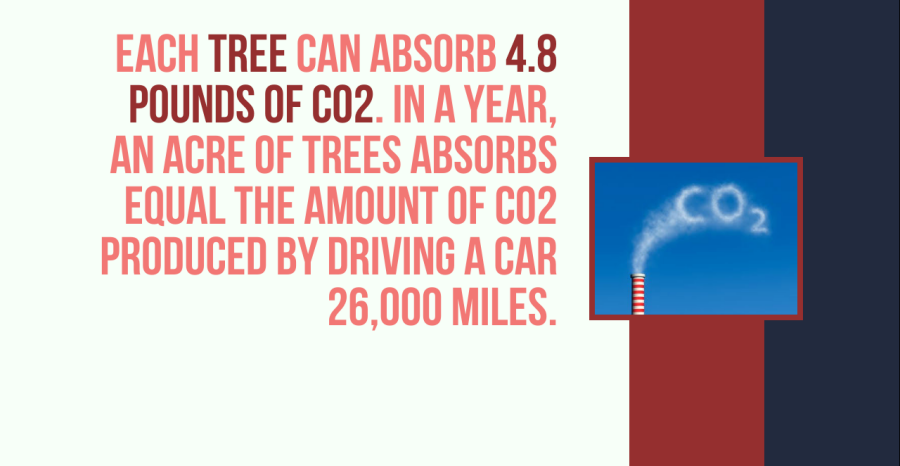 EACH TREE CAN ABSORB 4.8
POUNDS OF CO2. IN A YEAR,
AN ACRE OF TREES ABSORBS
EQUAL THE AMOUNT OF CO2
PRODUCED BY DRIVING A CAR
26,000 MILES.
CO2